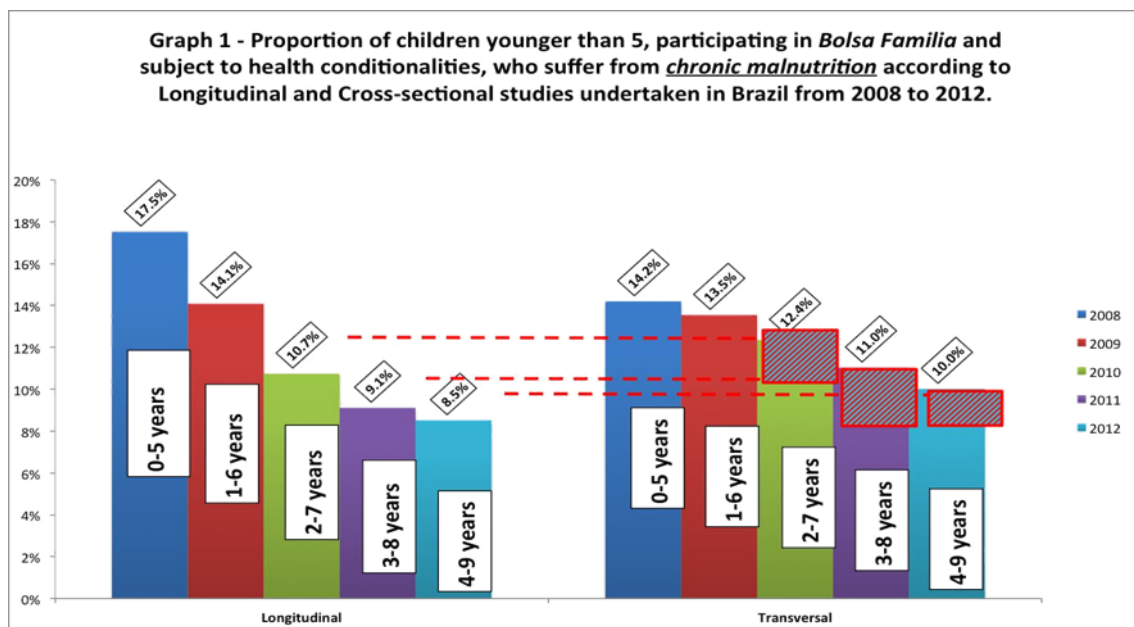 Graph 1 - Proportion of children younger than 5, participating in Bolsa Familia and
subject to health conditionalities, who suffer from chronic malnutrition according to
Longitudinal and Cross-sectional studies undertaken in Brazil from 2008 to 2012.
20%
18%
16%
14%
12%
10%
8%
6%
4%
2%
0%
17.5%
14.1%
10.7%
9.1%
8.5%
0-5 years
1-6 years
2-7 years
3-8 years
4-9 years
Longitudinal
14.2%
13.5%
12.4%
11.0%
10.0%
0-5 years
1-6 years
2-7 years
3-8 years
4-9 years
Transversal
2008
2009
2010
2011
2012